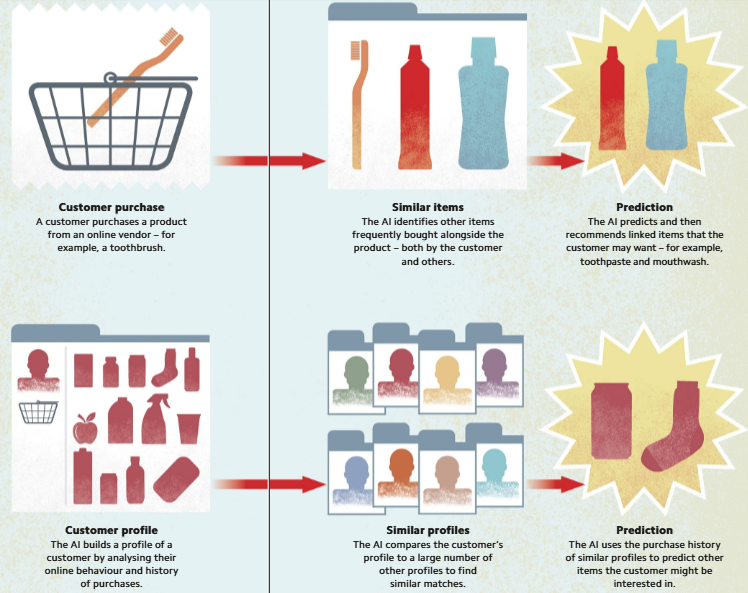 Customer purchase
A customer purchases a product
from an online vendor – for
example, a toothbrush.
Similar items
The AI identifies other items
frequently bought alongside the
product – both by the customer
and others.
Prediction
The AI predicts and then
recommends linked items that the
customer may want – for example,
toothpaste and mouthwash.
Customer profile
The AI builds a profile of a
customer by analysing their
online behaviour and history
of purchases.
Similar profiles
The AI compares the customer's
profile to a large number of
other profiles to find
similar matches.
Prediction
The AI uses the purchase history
of similar profiles to predict other
items the customer might be
interested in.